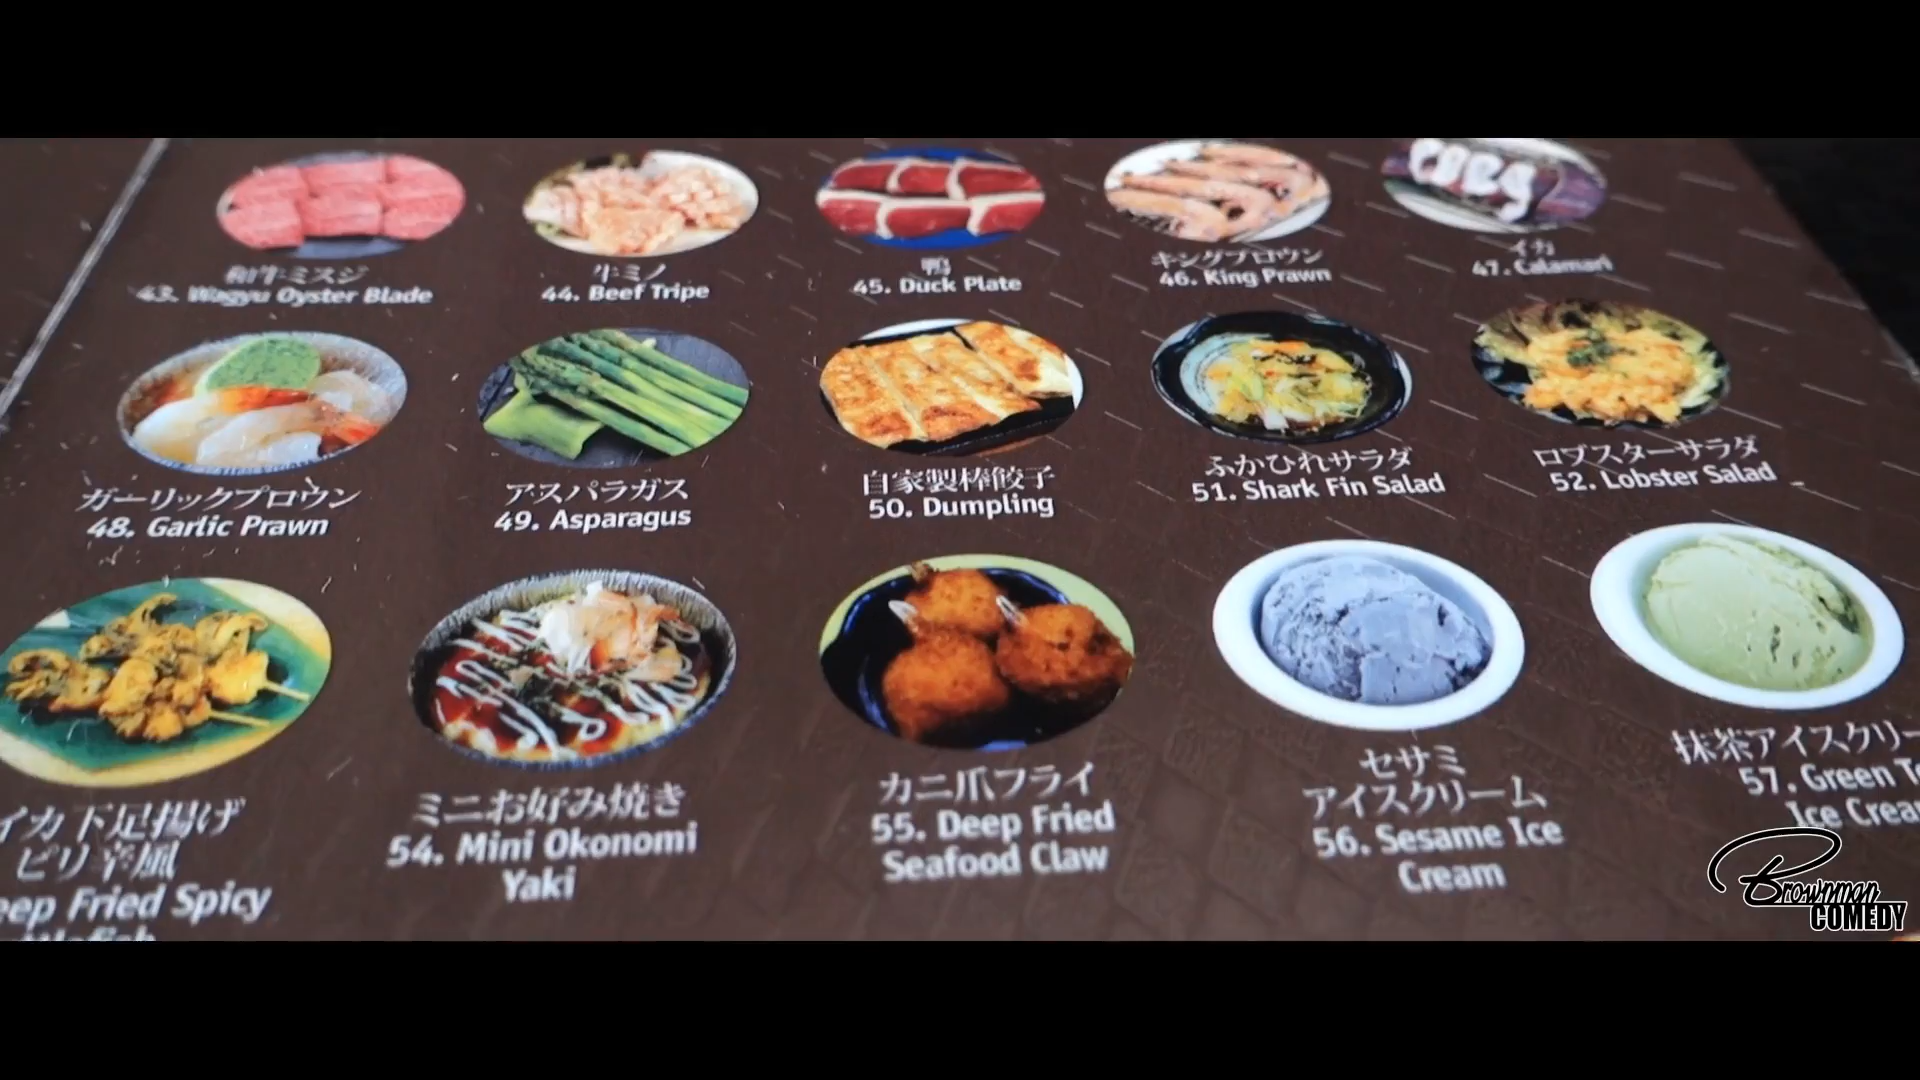 和牛ミスジ
43. Wagyu Oyster Blade
牛ミノ
44. Beef Tripe
鴨
45. Duck Plate
キングプロウン
46. King Prawn
イカ
47. Calamari
ガーリックプロウン
48. Garlic Prawn
アスパラガス
49. Asparagus
自家製棒餃子
50. Dumpling
ふかひれサラダ
51. Shark Fin Salad
ロブスターサラダ
52. Lobster Salad
イカ下足揚げ
ピリ辛風
eep Fried Spicy
ミニお好み焼き
54. Mini Okonomi
Yaki
カニ爪フライ
55. Deep Fried
Seafood Claw
セサミ
アイスクリーム
56. Sesame Ice
Cream
抹茶アイスクリー
57. Green Te
Ice Crea
Brownman
COMEDY